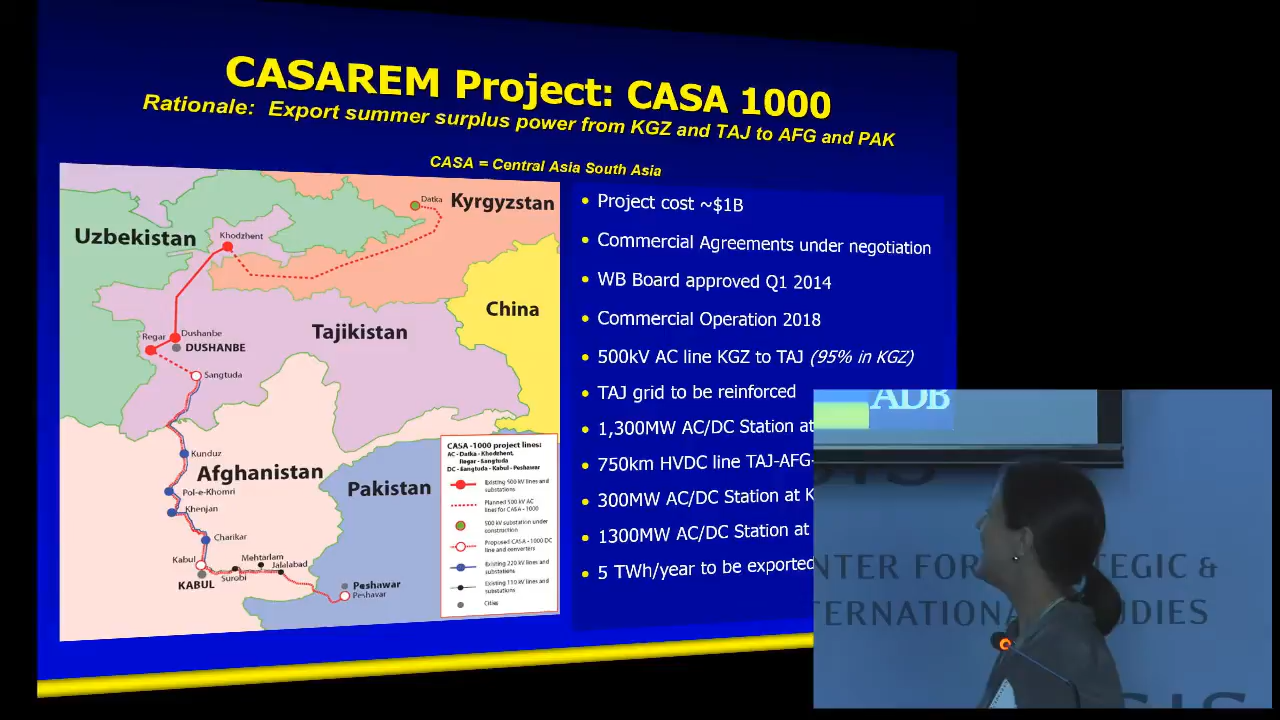 CASAREM Project: CASA 1000
Rationale: Export summer surplus power from KGZ and TAJ to AFG and PAK
CASA = Central Asia South Asia
Uzbekistan
Kyrgyzstan
Datka
Khodzhent
China
Tajikistan
Regar
Dushanbe
DUSHANBE
Sangtuda
Kunduz
Afghanistan
Pakistan
Pol-e-Khomri
Khenjan
Charikar
Kabul
KABUL
Surobi
Mehtarlam
Jalalabad
Peshawar
Peshavar
CASA -1000 project lines:
AC - Datka - Khodzhent,
Regar - Sangtuda
DC - Sangtuda - Kabul - Peshawar
Existing 500 kV lines and
substations
Planned 500 kV AC
lines for CASA - 1000
500 kV substation under
construction
Proposed CASA - 1000 DC
line and converters
Existing 220 kV lines and
substations
Existing 110 kV lines and
substations
Cities
• Project cost ~$1B
• Commercial Agreements under negotiation
• WB Board approved Q1 2014
• Commercial Operation 2018
• 500kV AC line KGZ to TAJ (95% in KGZ)
• TAJ grid to be reinforced
• 1,300MW AC/DC Station at
• 750km HVDC line TAJ-AFG-
• 300MW AC/DC Station at K
• 1300MW AC/DC Station at
• 5 TWh/year to be exported
ADB
NTER
EGIC &
ERNATIONA
DIES